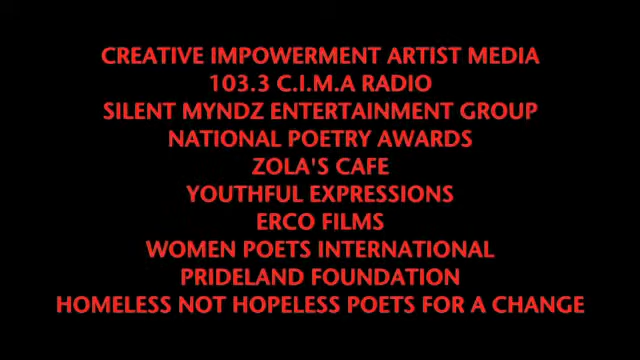 CREATIVE IMPOWERMENT ARTIST MEDIA
103.3 C.I.M.A RADIO
SILENT MYNDZ ENTERTAINMENT GROUP
NATIONAL POETRY AWARDS
ZOLA'S CAFE
YOUTHFUL EXPRESSIONS
ERCO FILMS
WOMEN POETS INTERNATIONAL
PRIDELAND FOUNDATION
HOMELESS NOT HOPELESS POETS FOR A CHANGE